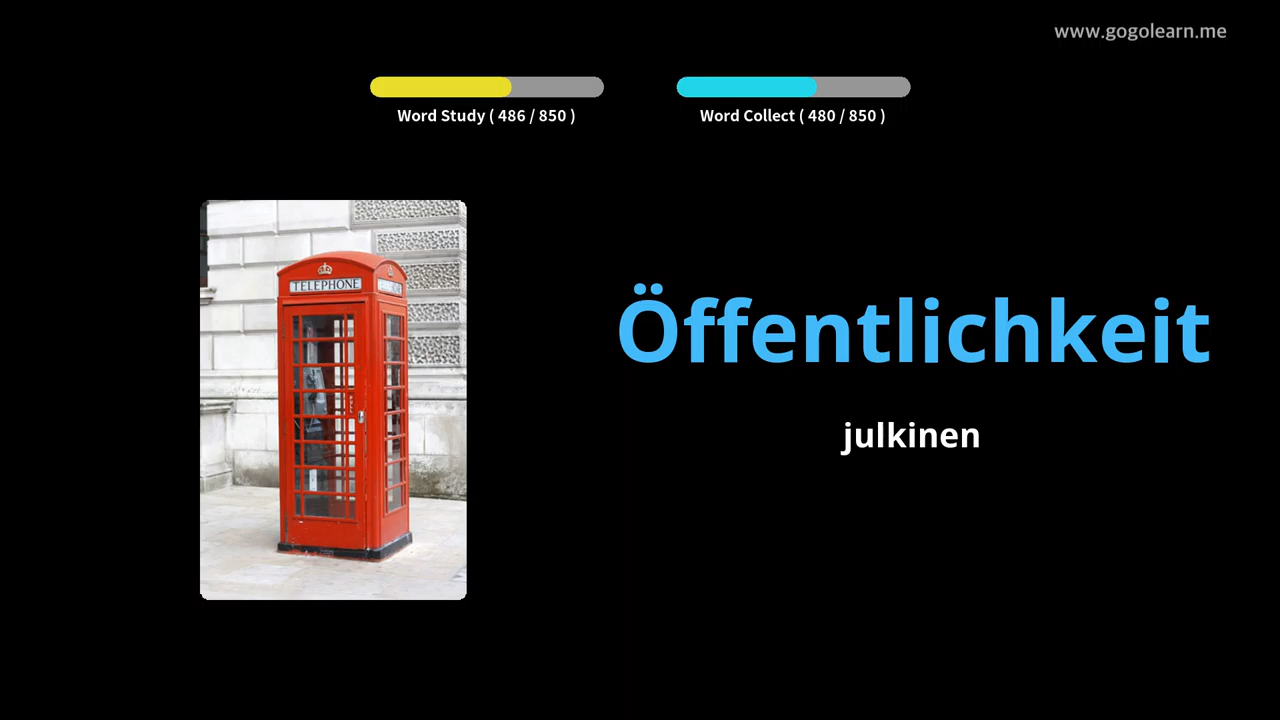 www.gogolearn.me
Word Study ( 486 / 850 )
Word Collect ( 480 / 850 )
TELEPHONE
Öffentlichkeit
julkinen